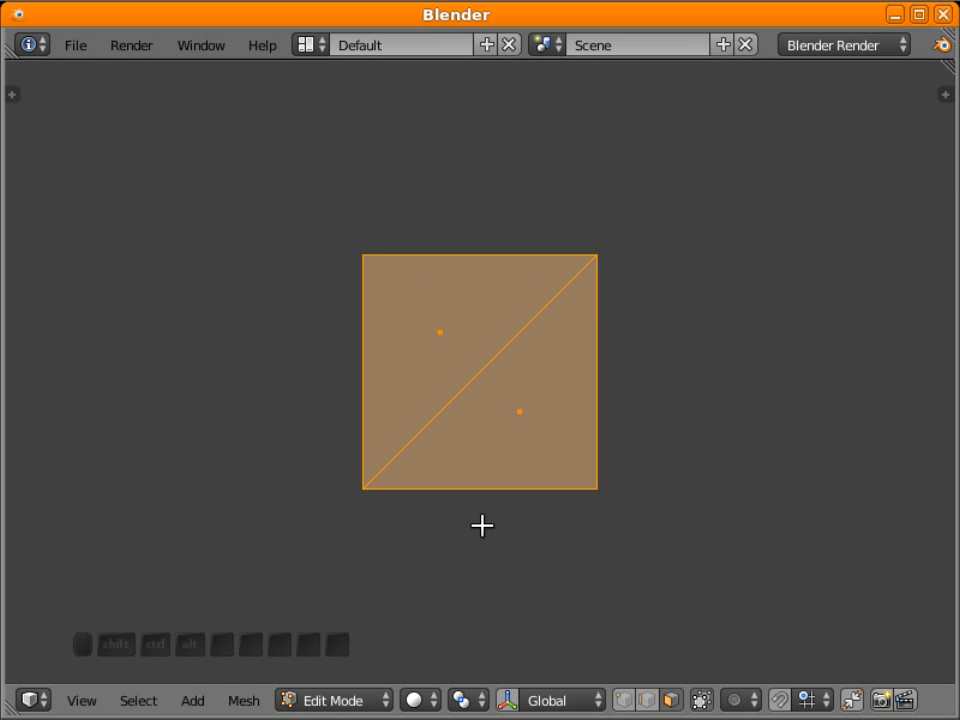 Blender
File Render Window Help Default Scene Blender Render
shift ctrl alt
View Select Add Mesh Edit Mode Global